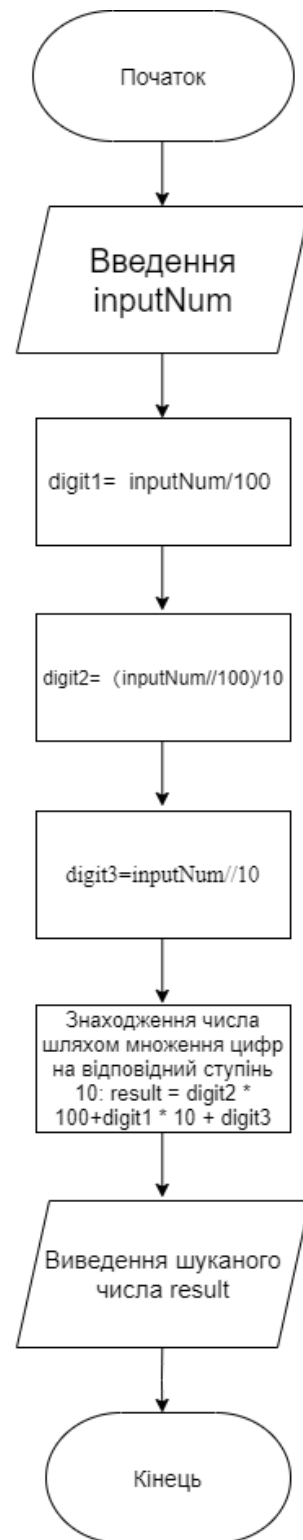 Початок
Введення
inputNum
digit1= inputNum/100
digit2= (inputNum//100)/10
digit3=inputNum//10
Знаходження числа
шляхом множення цифр
на відповідний ступінь
10: result = digit2 *
100+digit1 * 10 + digit3
Виведення шуканого
числа result
Кінець